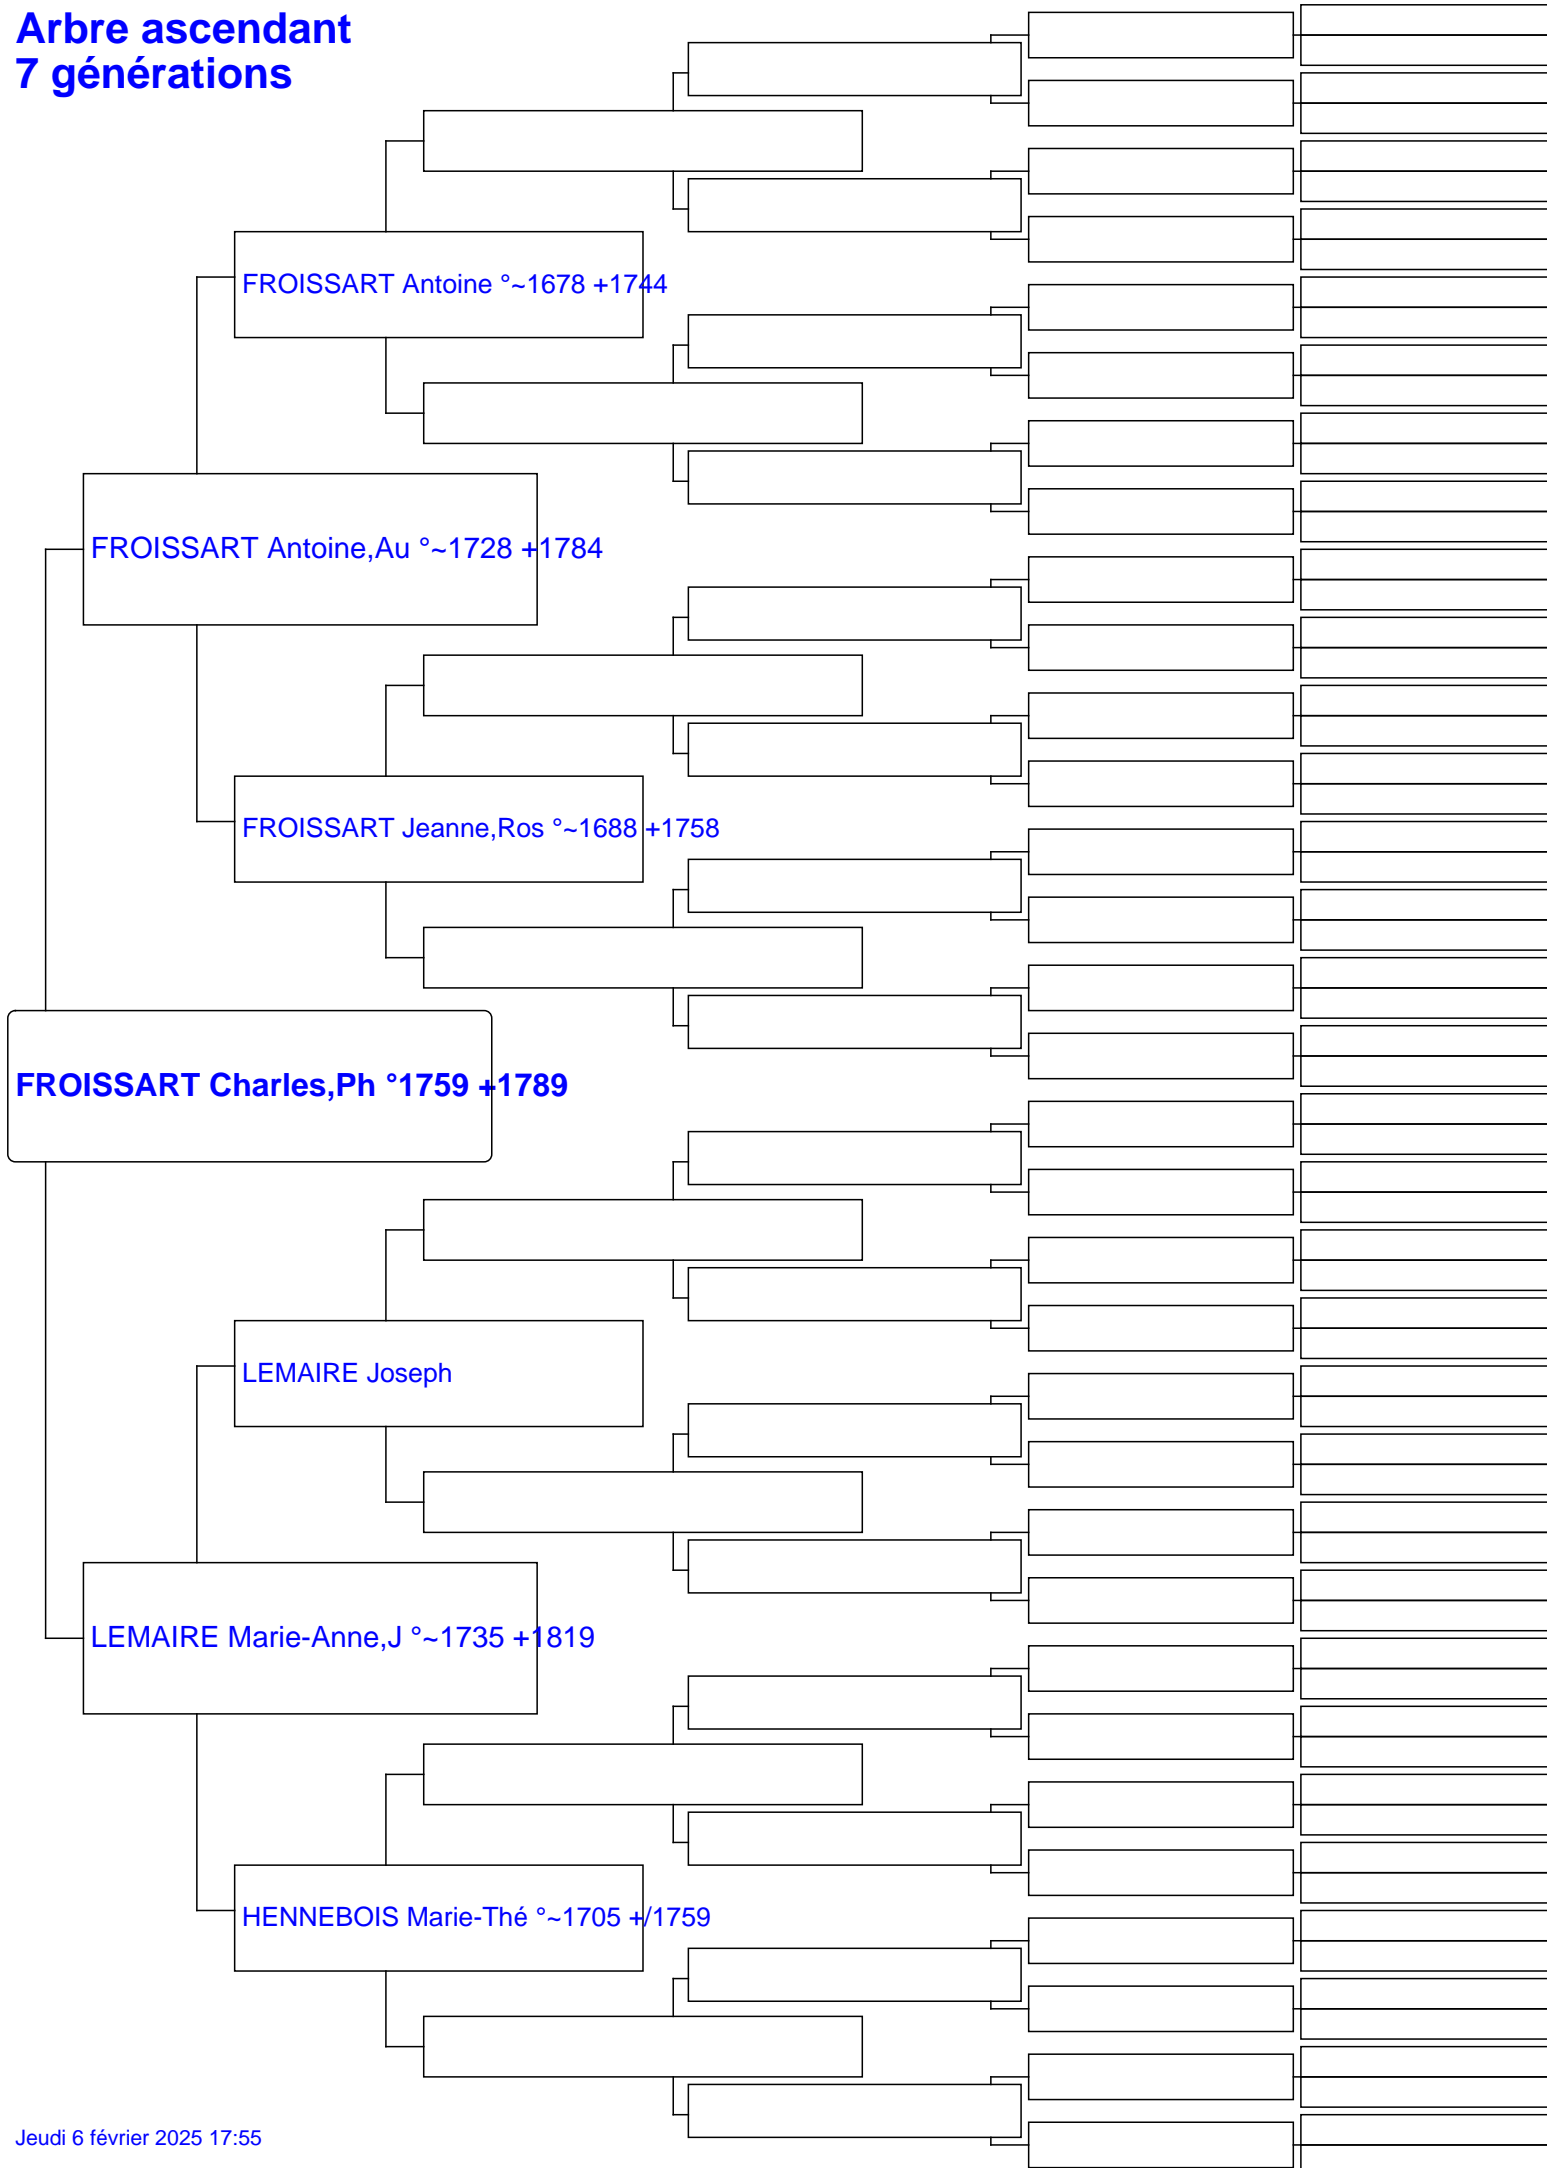 Arbre ascendant
7 générations
FROISSART Antoine °~1678 +1744
FROISSART Antoine,Au °~1728 +1784
FROISSART Jeanne,Ros °~1688 +1758
FROISSART Charles,Ph °1759 +1789
LEMAIRE Joseph
LEMAIRE Marie-Anne,J °~1735 +1819
HENNEBOIS Marie-Thé °~1705 +/1759
Jeudi 6 février 2025 17:55